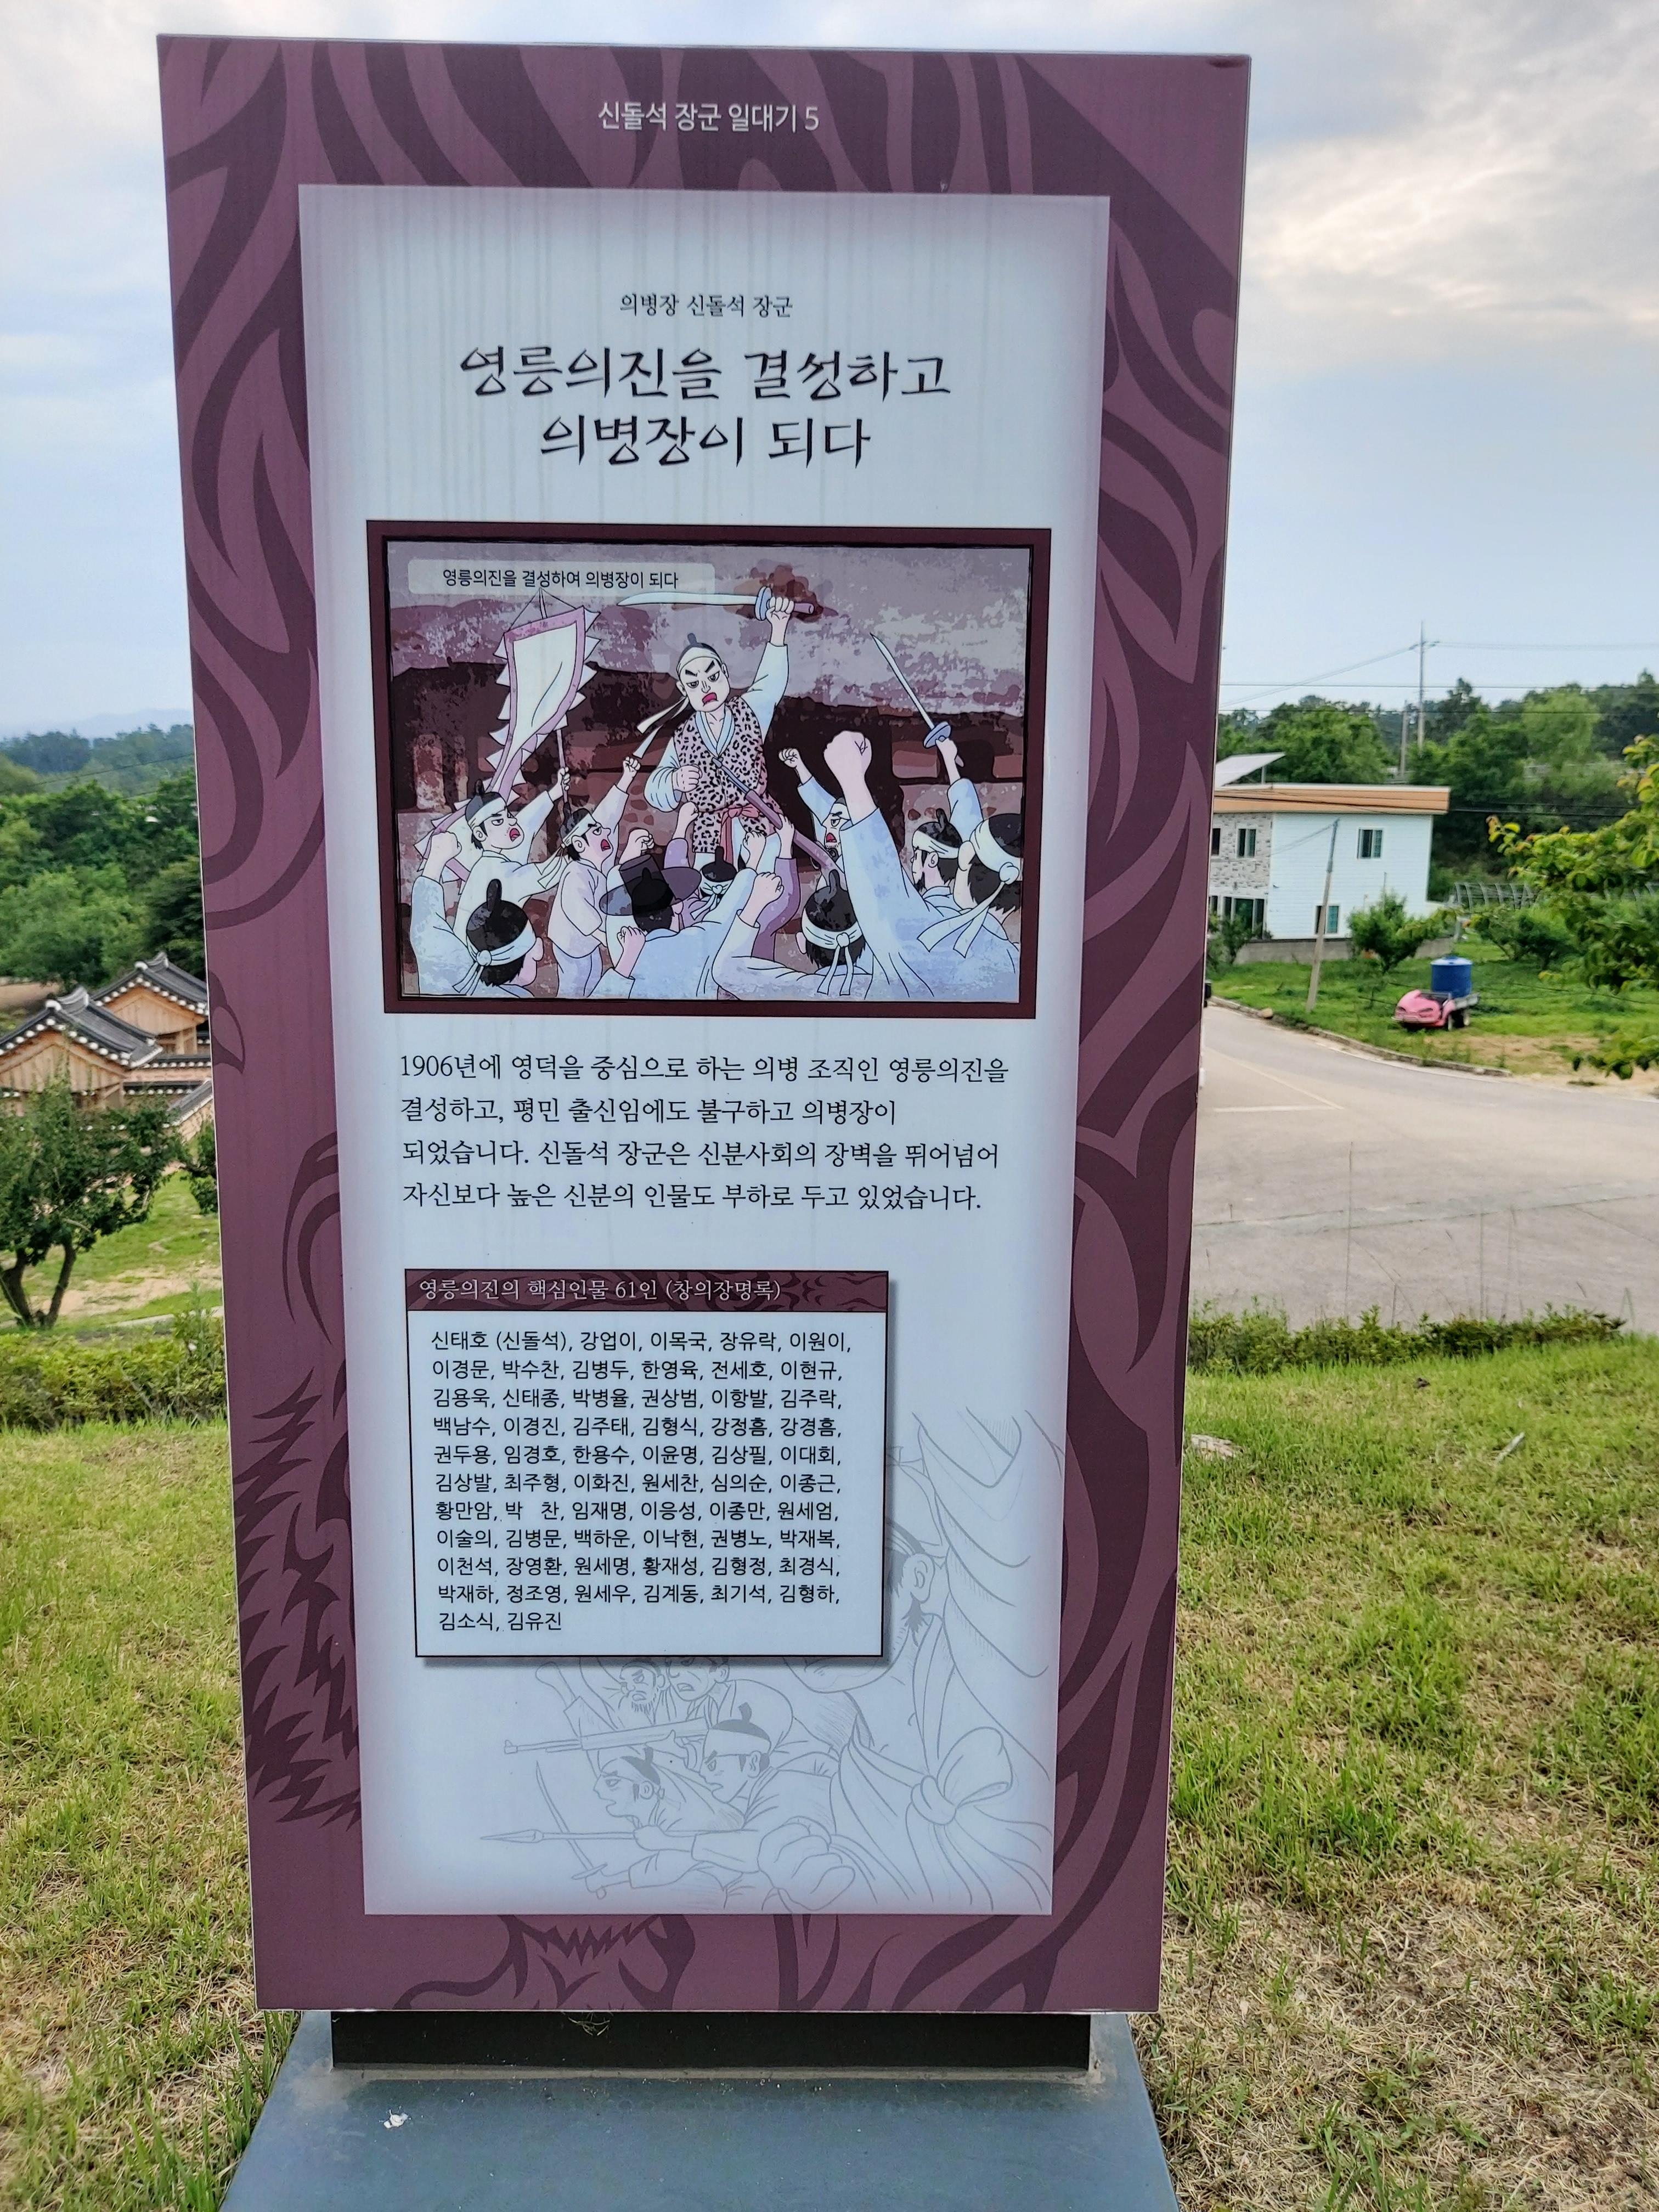 신돌석 장군 일대기 5
의병장 신돌석 장군
영릉의진을 결성하고
의병장이 되다
영릉의진을 결성하여 의병장이 되다
1906년에 영덕을 중심으로 하는 의병 조직인 영릉의진을
결성하고, 평민 출신임에도 불구하고 의병장이
되었습니다. 신돌석 장군은 신분사회의 장벽을 뛰어넘어
자신보다 높은 신분의 인물도 부하로 두고 있었습니다.
영릉의진의 핵심인물 61인 (창의장명록)
신태호 (신돌석), 강업이, 이목국, 장유락, 이원이,
이경문, 박수찬, 김병두, 한영육, 전세호, 이현규,
김용욱, 신태종, 박병율, 권상범, 이항발, 김주락,
백남수, 이경진, 김주태, 김형식, 강정흠, 강경흠,
권두용, 임경호, 한용수, 이윤명, 김상필, 이대회,
김상발, 최주형, 이화진, 원세찬, 심의순, 이종근,
황만암, 박 찬, 임재명, 이응성, 이종만, 원세엄,
이술의, 김병문, 백하운, 이낙현, 권병노, 박재복,
이천석, 장영환, 원세명, 황재성, 김형정, 최경식,
박재하, 정조영, 원세우, 김계동, 최기석, 김형하,
김소식, 김유진